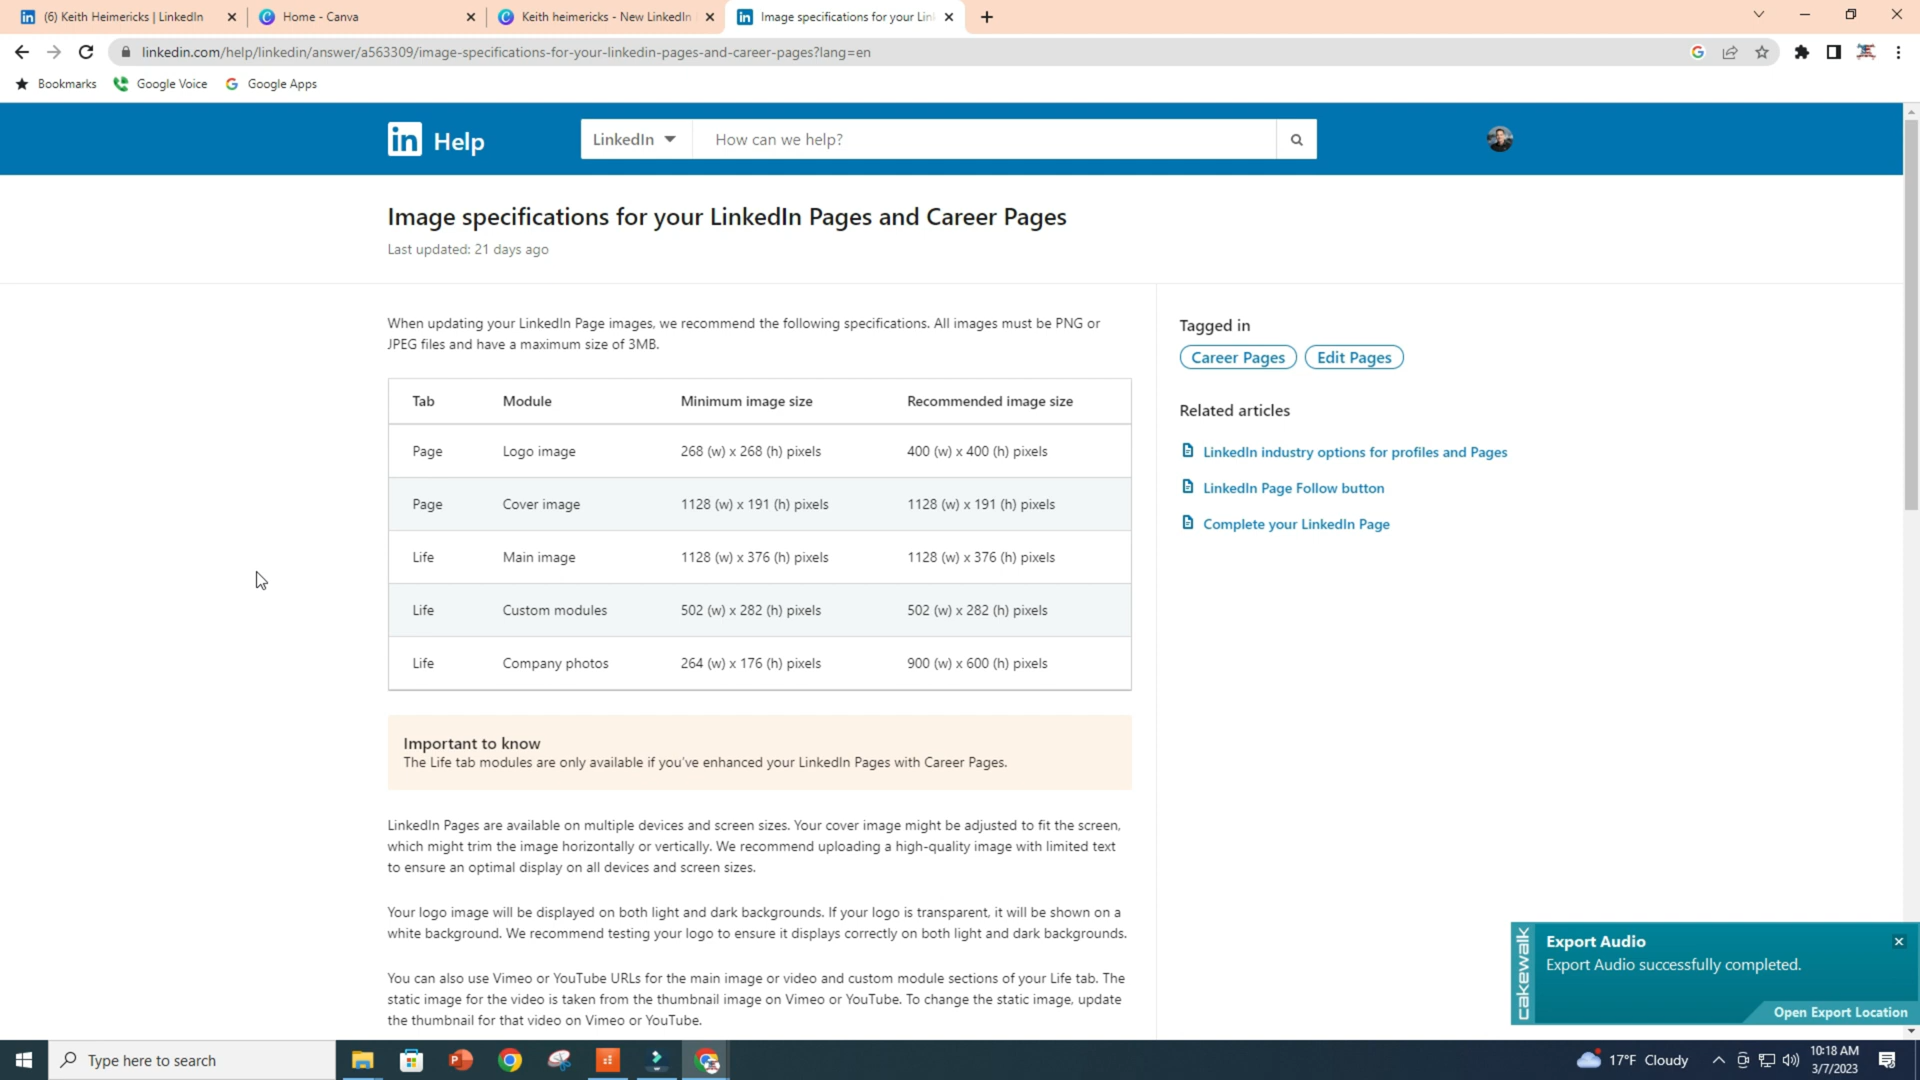 (6) Keith Heimericks | LinkedIn
Home - Canva
Keith heimericks - New LinkedIn
Image specifications for your Lin
linkedin.com/help/linkedin/answer/a563309/image-specifications-for-your-linkedin-pages-and-career-pages?lang=en
Bookmarks Google Voice Google Apps
in Help LinkedIn How can we help?
Image specifications for your LinkedIn Pages and Career Pages
Last updated: 21 days ago
When updating your LinkedIn Page images, we recommend the following specifications. All images must be PNG or
JPEG files and have a maximum size of 3MB.
Tab Module Minimum image size Recommended image size
Page Logo image 268 (w) x 268 (h) pixels 400 (w) x 400 (h) pixels
Page Cover image 1128 (w) x 191 (h) pixels 1128 (w) x 191 (h) pixels
Life Main image 1128 (w) x 376 (h) pixels 1128 (w) x 376 (h) pixels
Life Custom modules 502 (w) x 282 (h) pixels 502 (w) x 282 (h) pixels
Life Company photos 264 (w) x 176 (h) pixels 900 (w) x 600 (h) pixels
Important to know
The Life tab modules are only available if you've enhanced your LinkedIn Pages with Career Pages.
LinkedIn Pages are available on multiple devices and screen sizes. Your cover image might be adjusted to fit the screen,
which might trim the image horizontally or vertically. We recommend uploading a high-quality image with limited text
to ensure an optimal display on all devices and screen sizes.
Your logo image will be displayed on both light and dark backgrounds. If your logo is transparent, it will be shown on a
white background. We recommend testing your logo to ensure it displays correctly on both light and dark backgrounds.
You can also use Vimeo or YouTube URLs for the main image or video and custom module sections of your Life tab. The
static image for the video is taken from the thumbnail image on Vimeo or YouTube. To change the static image, update
the thumbnail for that video on Vimeo or YouTube.
Tagged in
Career Pages Edit Pages
Related articles
LinkedIn industry options for profiles and Pages
LinkedIn Page Follow button
Complete your LinkedIn Page
cakewalk
Export Audio
Export Audio successfully completed.
Open Export Location
Type here to search
17°F Cloudy
10:18 AM
3/7/2023